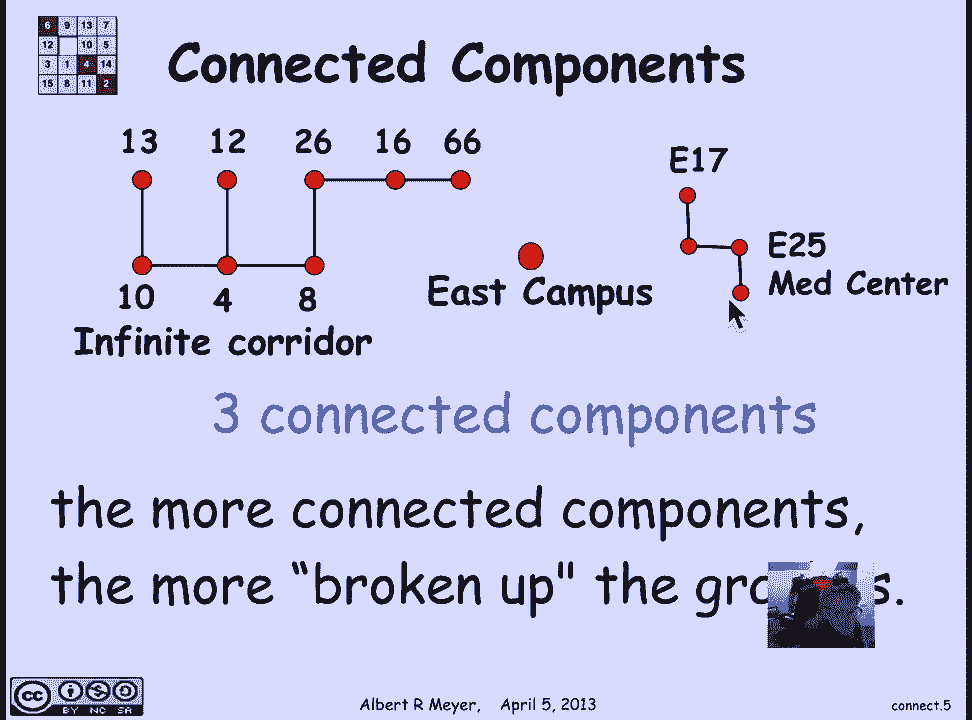 6 9 13 7
12 10 5
3 1 4 14
15 8 11 2
Connected Components
13 12 26 16 66
E17
E25
Med Center
East Campus
10 4 8
Infinite corridor
3 connected components
the more connected components,
the more “broken up" the
cc BY NC SA
Albert R Meyer, April 5, 2013
connect.5